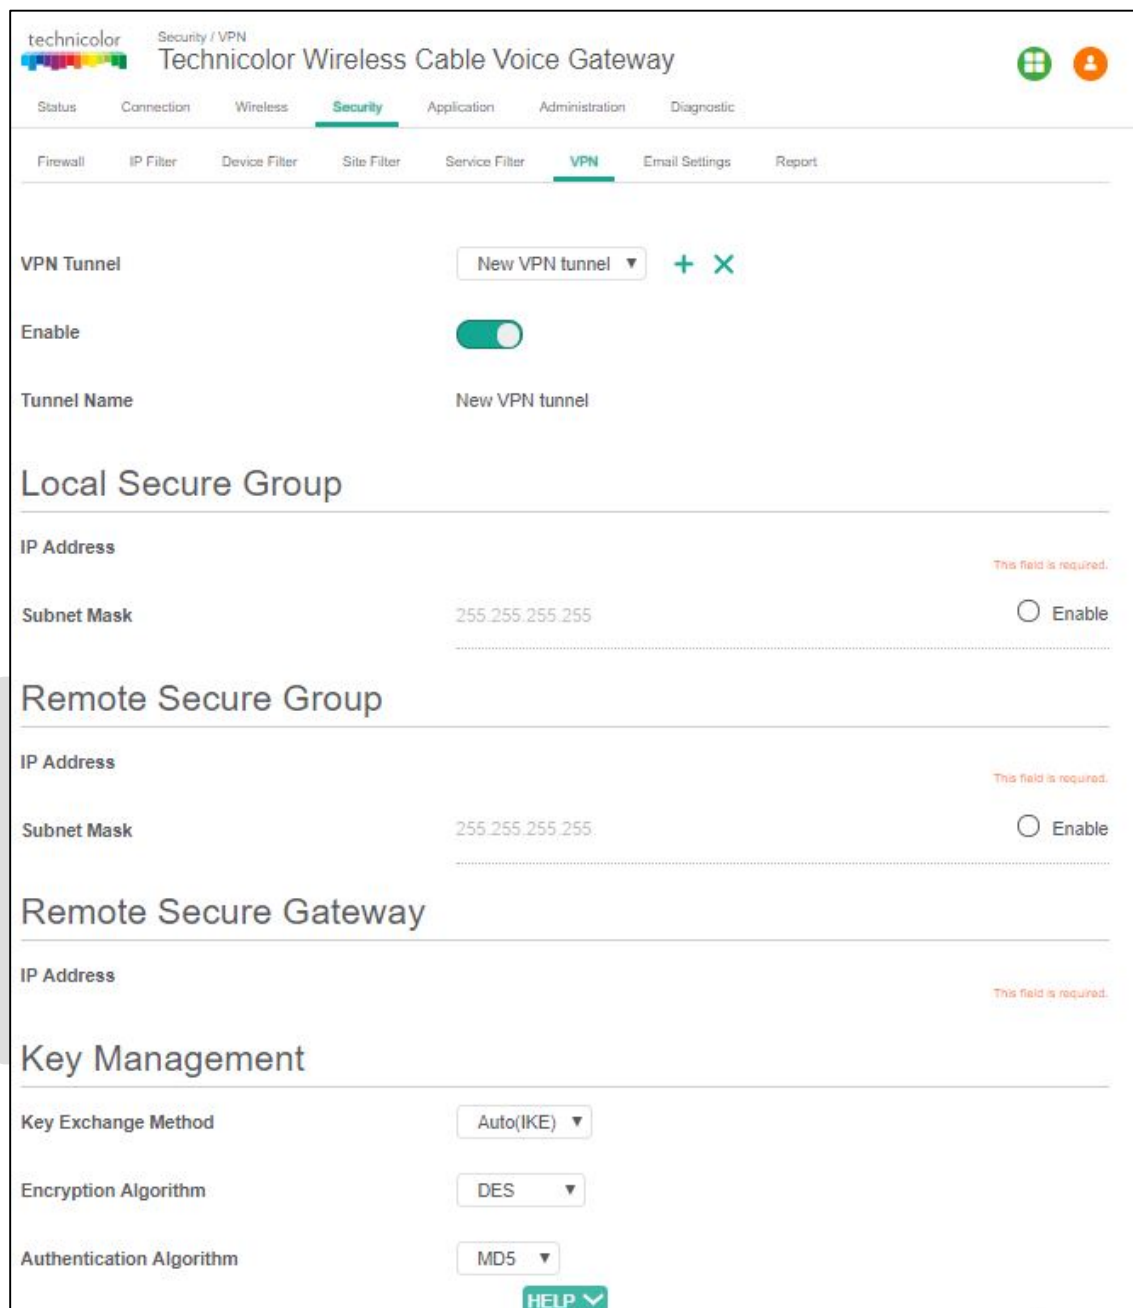 technicolor
Security / VPN
Technicolor Wireless Cable Voice Gateway
Status Connection Wireless Security Application Administration Diagnostic
Firewall IP Filter Device Filter Site Filter Service Filter VPN Email Settings Report
VPN Tunnel New VPN tunnel
Enable
Tunnel Name New VPN tunnel
Local Secure Group
IP Address
This field is required.
Subnet Mask 255.255.255.255 Enable
Remote Secure Group
IP Address
This field is required.
Subnet Mask 255.255.255.255 Enable
Remote Secure Gateway
IP Address
This field is required.
Key Management
Key Exchange Method Auto(IKE)
Encryption Algorithm DES
Authentication Algorithm MD5
HELP